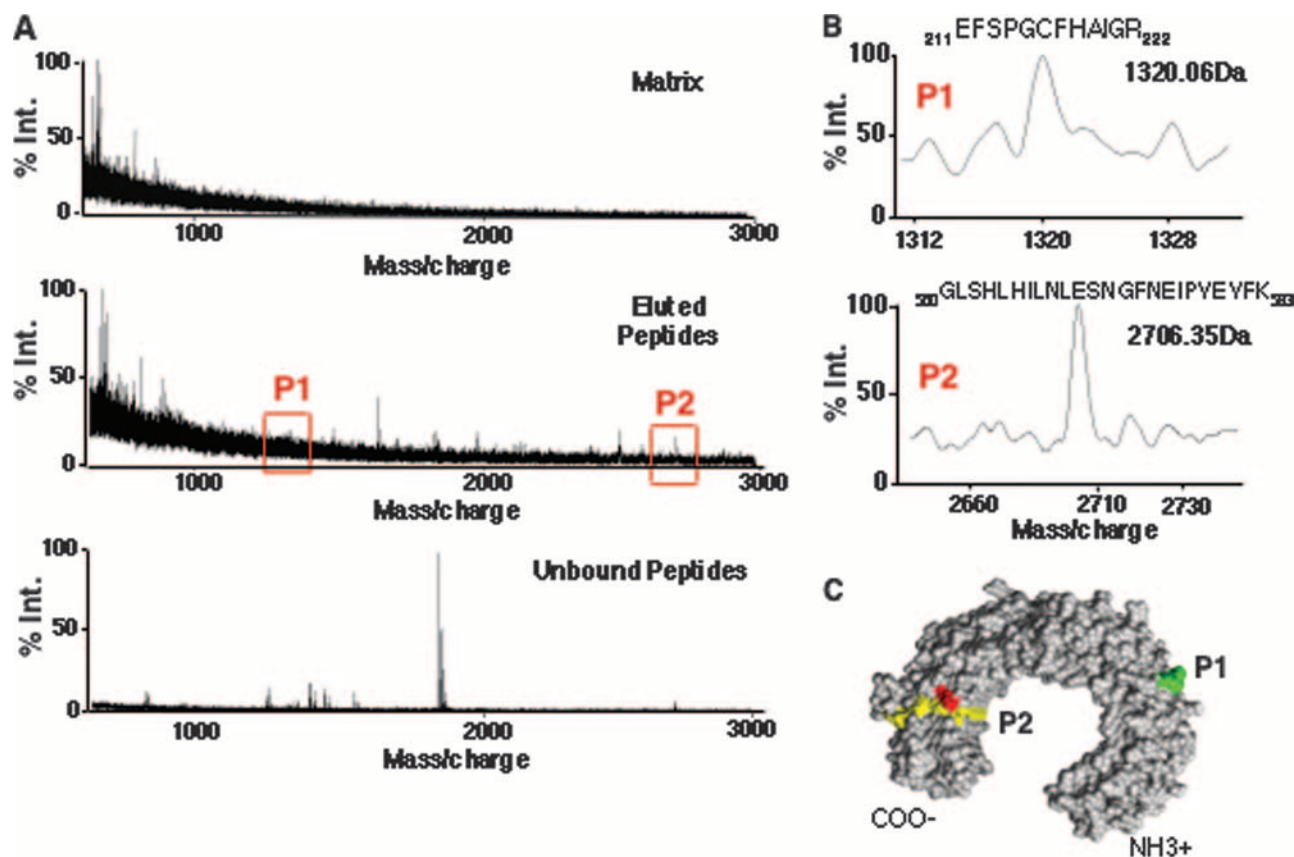 A
100
50
0
% Int.
Matrix
1000
2000
3000
Mass/charge
100
50
0
% Int.
Eluted
Peptides
P1
P2
1000
2000
3000
Mass/charge
100
50
0
% Int.
Unbound Peptides
1000
2000
3000
Mass/charge
B
211EFSPGCFHAIGR222
1320.06Da
P1
100
50
0
% Int.
1312
1320
1328
GLSHLHILNLESNGFNEIPVEVFK
2706.35Da
P2
100
50
0
% Int.
2660
2710
2730
Mass/charge
C
P1
P2
COO-
NH3+